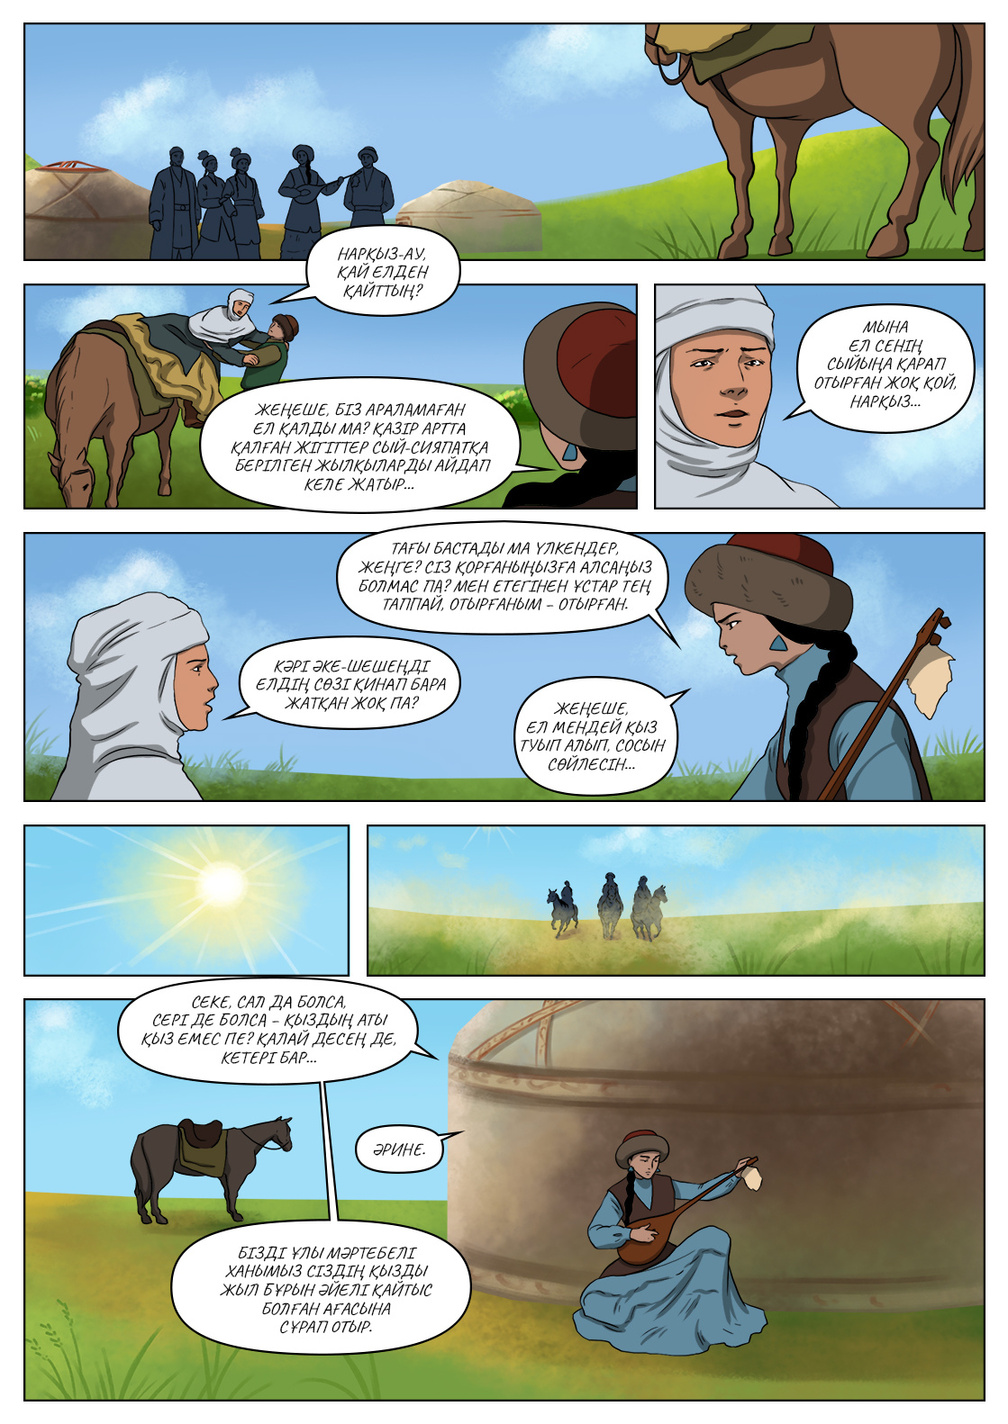 НАРҚЫЗ-АУ,
ҚАЙ ЕЛДЕН
ҚАЙТТЫҢ?
ЖЕҢЕШЕ, БІЗ АРАЛАМАҒАН
ЕЛ ҚАЛДЫ МА? ҚАЗІР АРТТА
ҚАЛҒАН ЖІГІТТЕР СЫЙ-СИЯПАТҚА
БЕРІЛГЕН ЖЫЛҚЫЛАРДЫ АЙДАП
КЕЛЕ ЖАТЫР...
МЫНА
ЕЛ СЕНІҢ
СЫЙЫҢА ҚАРАП
ОТЫРҒАН ЖОҚ ҚОЙ,
НАРҚЫЗ...
ТАҒЫ БАСТАДЫ МА ҮЛКЕНДЕР,
ЖЕҢГЕ? СІЗ ҚОРҒАНЫҢЫЗҒА АЛСАҢЫЗ
БОЛМАС ПА? МЕН ЕТЕГІНЕН ҰСТАР ТЕҢ
ТАППАЙ, ОТЫРҒАНЫМ – ОТЫРҒАН.
КӘРІ ӘКЕ-ШЕШЕҢДІ
ЕЛДІҢ СӨЗІ ҚИНАП БАРА
ЖАТҚАН ЖОҚ ПА?
ЖЕҢЕШЕ,
ЕЛ МЕНДЕЙ ҚЫЗ
ТУЫП АЛЫП, СОСЫН
СӨЙЛЕСІН...
СЕКЕ, САЛ ДА БОЛСА,
СЕРІ ДЕ БОЛСА – ҚЫЗДЫҢ АТЫ
ҚЫЗ ЕМЕС ПЕ? ҚАЛАЙ ДЕСЕҢ ДЕ,
КЕТЕРІ БАР...
ӘРИНЕ.
БІЗДІ ҰЛЫ МӘРТЕБЕЛІ
ХАНЫМЫЗ СІЗДІҢ ҚЫЗДЫ
ЖЫЛ БҰРЫН ӘЙЕЛІ ҚАЙТЫС
БОЛҒАН АҒАСЫНА
СҰРАП ОТЫР.